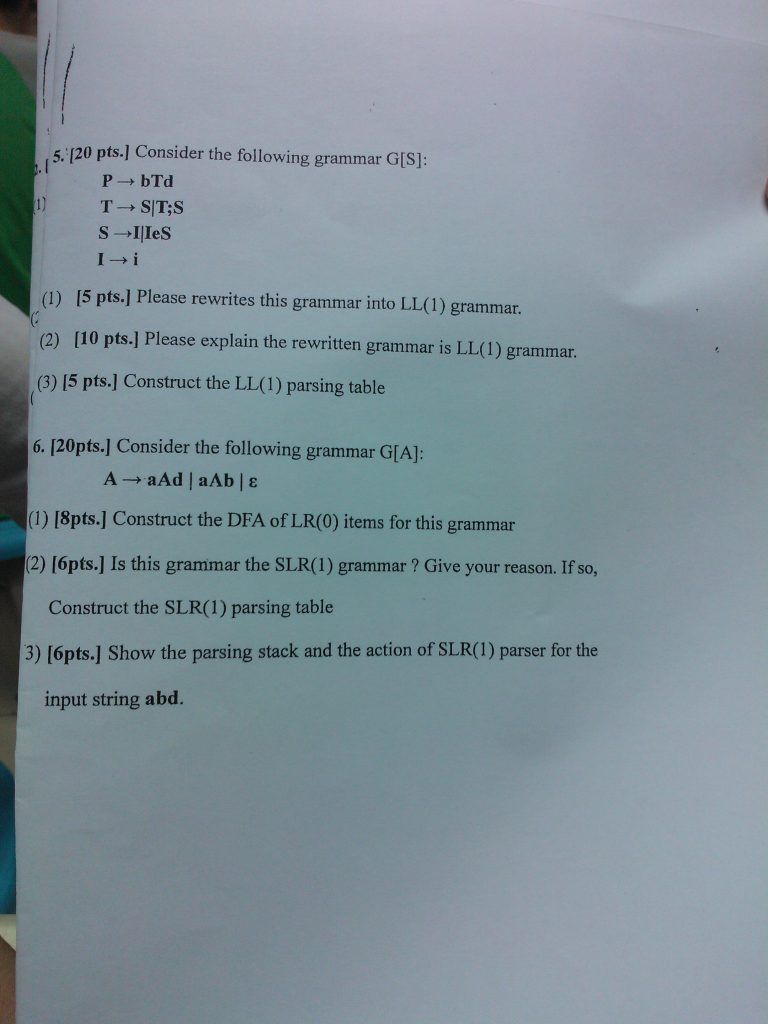 5. [20 pts.] Consider the following grammar G[S]:
P → bTd
T → S|T;S
S →I|IeS
I → i
(1) [5 pts.] Please rewrites this grammar into LL(1) grammar.
(2) [10 pts.] Please explain the rewritten grammar is LL(1) grammar.
(3) [5 pts.] Construct the LL(1) parsing table
6. [20pts.] Consider the following grammar G[A]:
A → aAd | aAb | ε
(1) [8pts.] Construct the DFA of LR(0) items for this grammar
(2) [6pts.] Is this grammar the SLR(1) grammar ? Give your reason. If so,
Construct the SLR(1) parsing table
3) [6pts.] Show the parsing stack and the action of SLR(1) parser for the
input string abd.